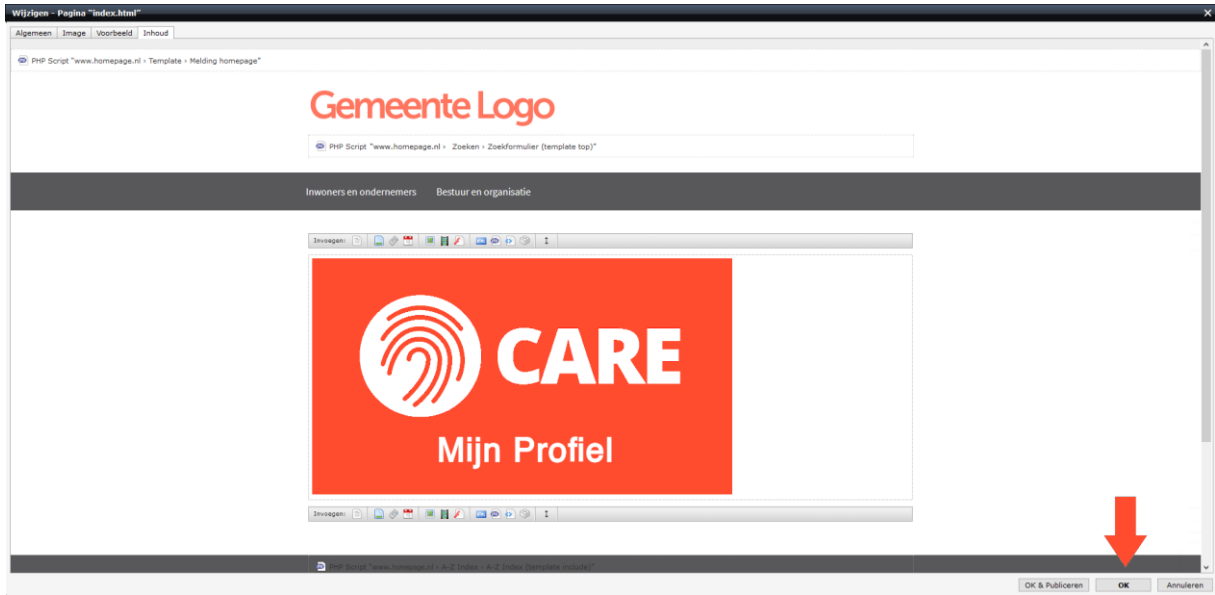 Wijzigen - Pagina "index.html"
Algemeen Image Voorbeeld Inhoud
PHP Script "www.homepage.nl › Template › Melding homepage"
Gemeente Logo
PHP Script "www.homepage.nl › Zoeken › Zoekformulier (template top)"
Inwoners en ondernemers Bestuur en organisatie
Invoegen:
CARE
Mijn Profiel
Invoegen:
PHP Script "www.homepage.nl › A-Z Index › A-Z Index (template include)"
OK & Publiceren OK Annuleren